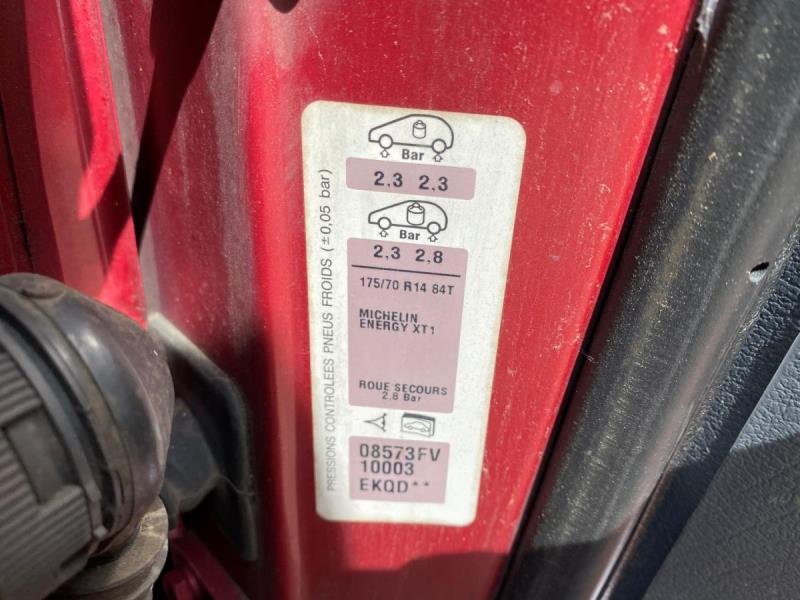 Bar
2,3 2,3
Bar
2,3 2,8
175/70 R14 84T
MICHELIN
ENERGY XT1
ROUE SECOURS
2.8 Bar
08573FV
10003
EKQD**
PRESSIONS CONTROLEES PNEUS FROIDS (±0,05 bar)